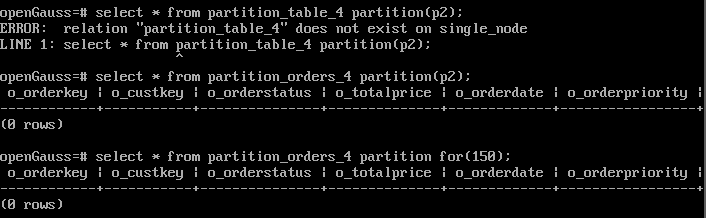 openGauss=# select * from partition_table_4 partition(p2);
ERROR:  relation "partition_table_4" does not exist on single_node
LINE 1: select * from partition_table_4 partition(p2);
                      ^
openGauss=# select * from partition_orders_4 partition(p2);
 o_orderkey ¦ o_custkey ¦ o_orderstatus ¦ o_totalprice ¦ o_orderdate ¦ o_orderpriority ¦
------------+-----------+---------------+--------------+-------------+-----------------+
(0 rows)
openGauss=# select * from partition_orders_4 partition for(150);
 o_orderkey ¦ o_custkey ¦ o_orderstatus ¦ o_totalprice ¦ o_orderdate ¦ o_orderpriority ¦
------------+-----------+---------------+--------------+-------------+-----------------+
(0 rows)